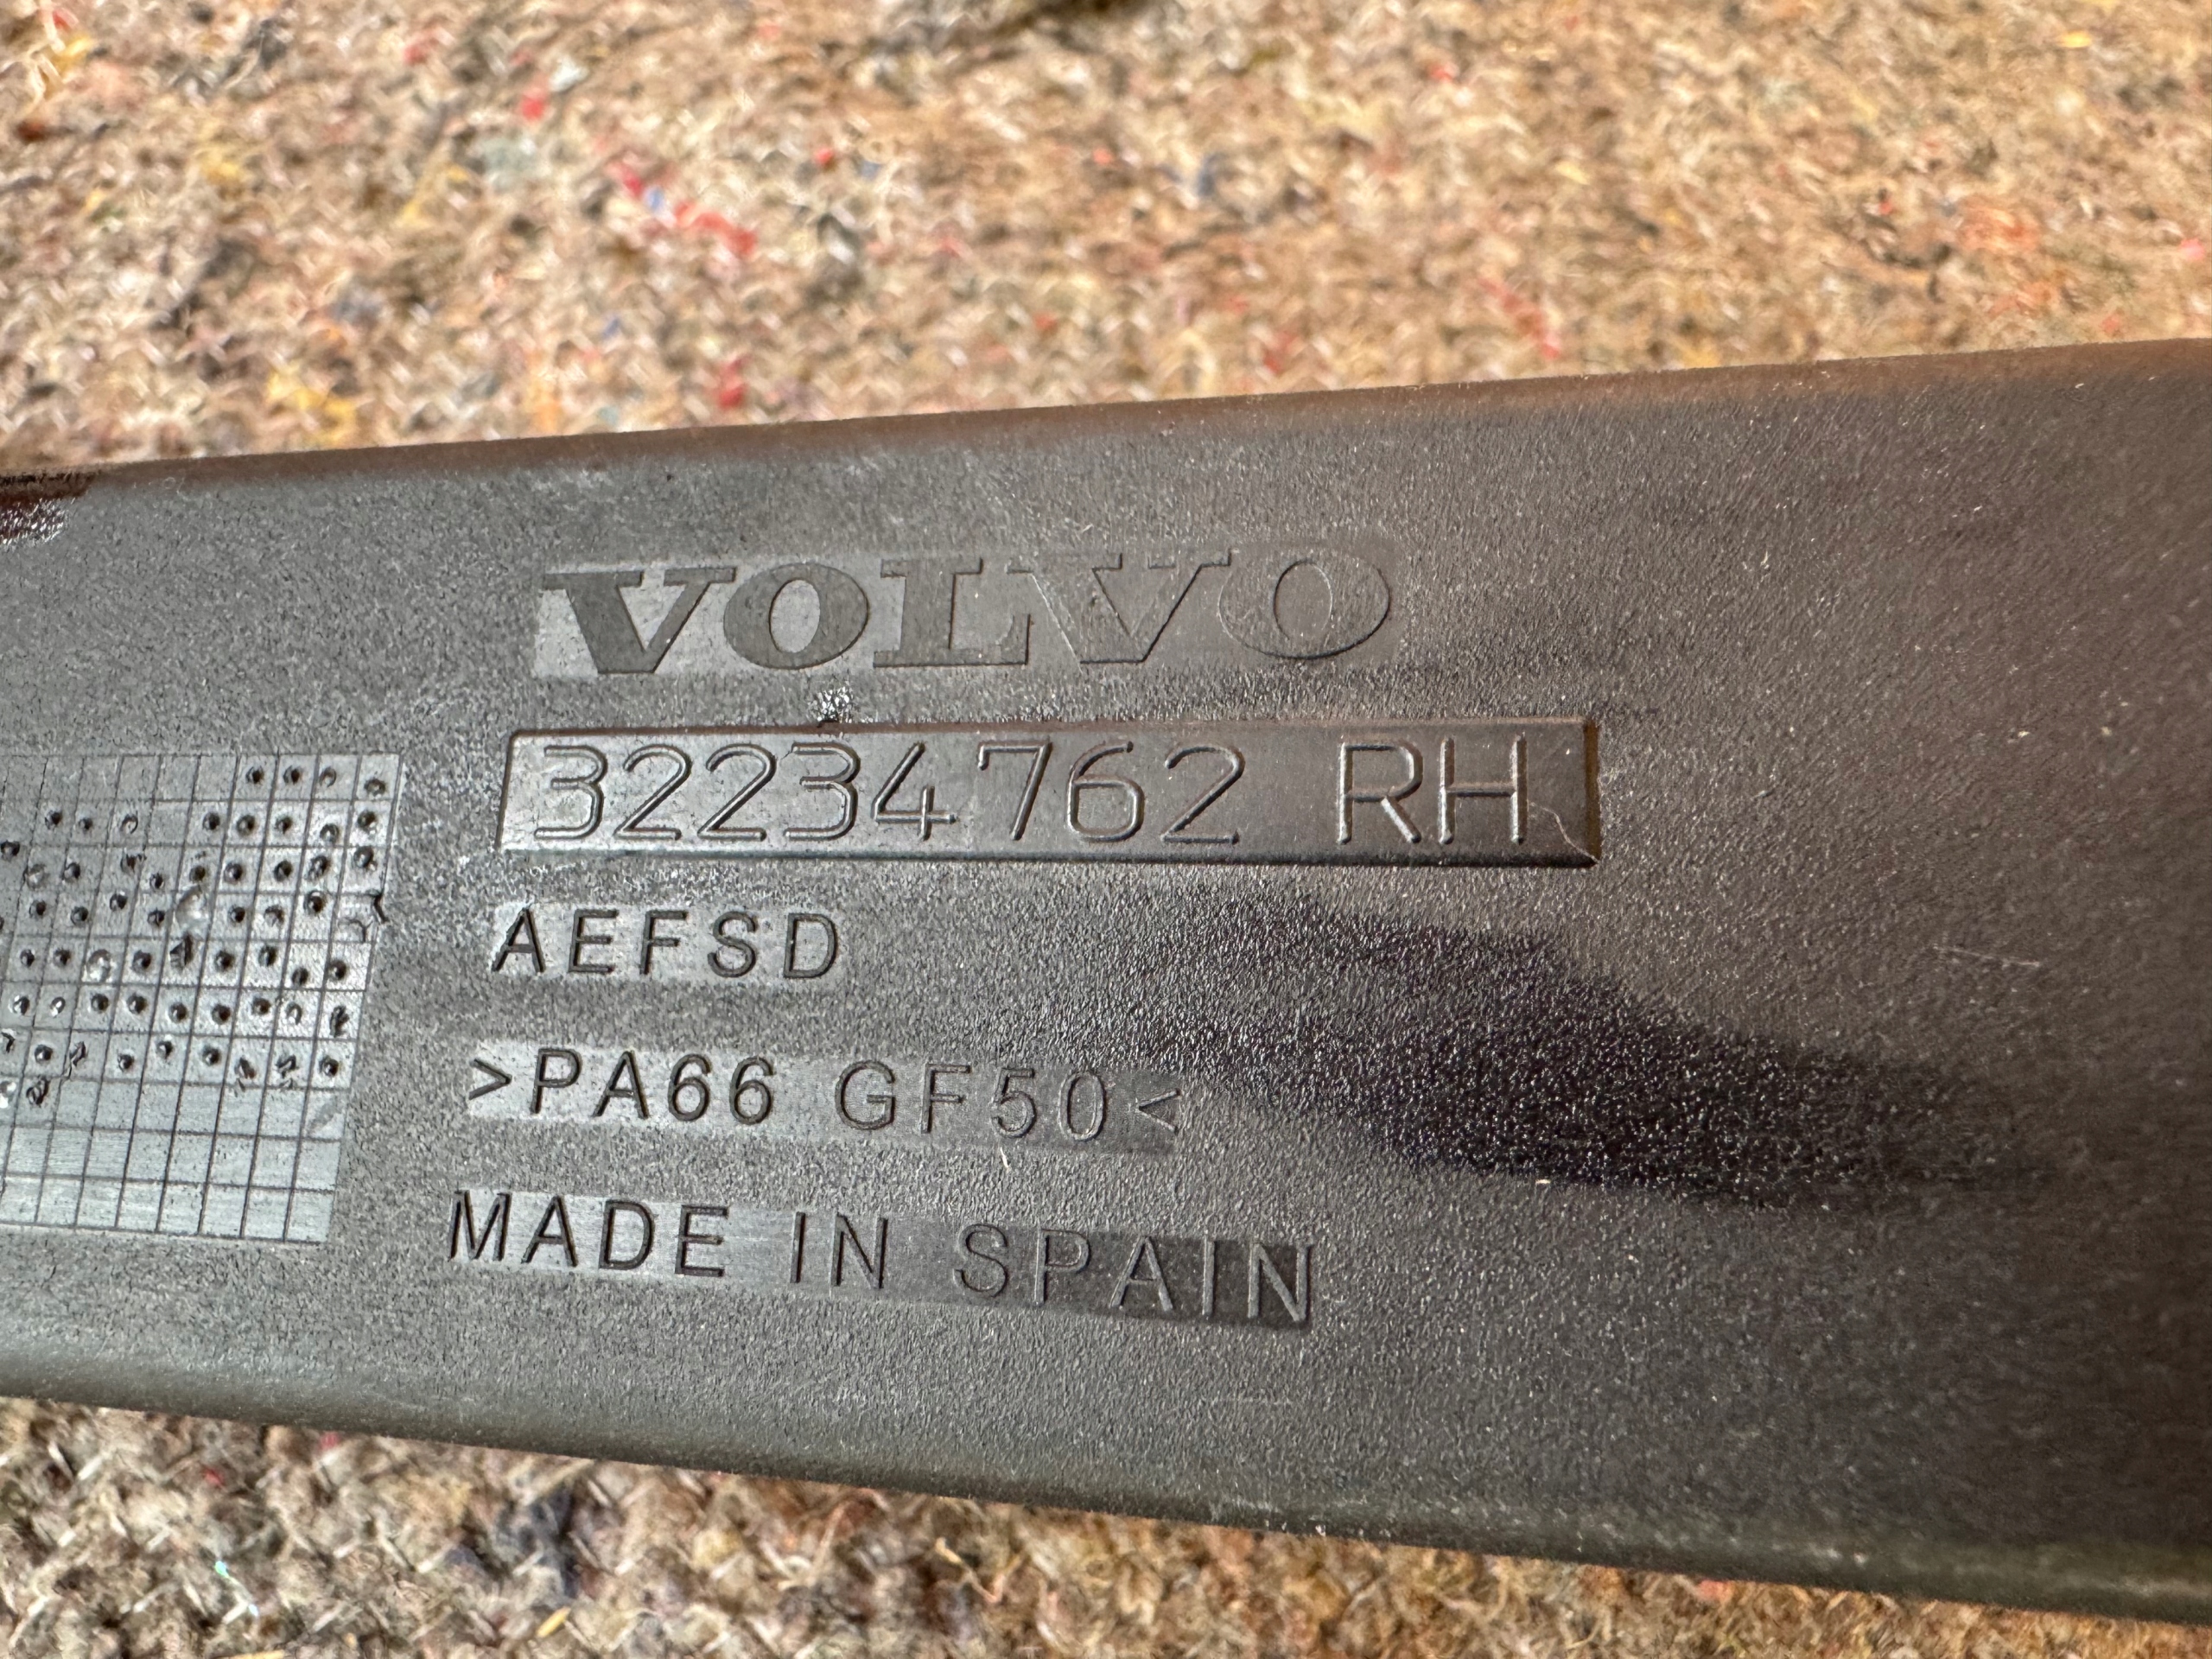 VOLVO
32234762 RH
AEFSD
>PA66 GF50<
MADE IN SPAIN